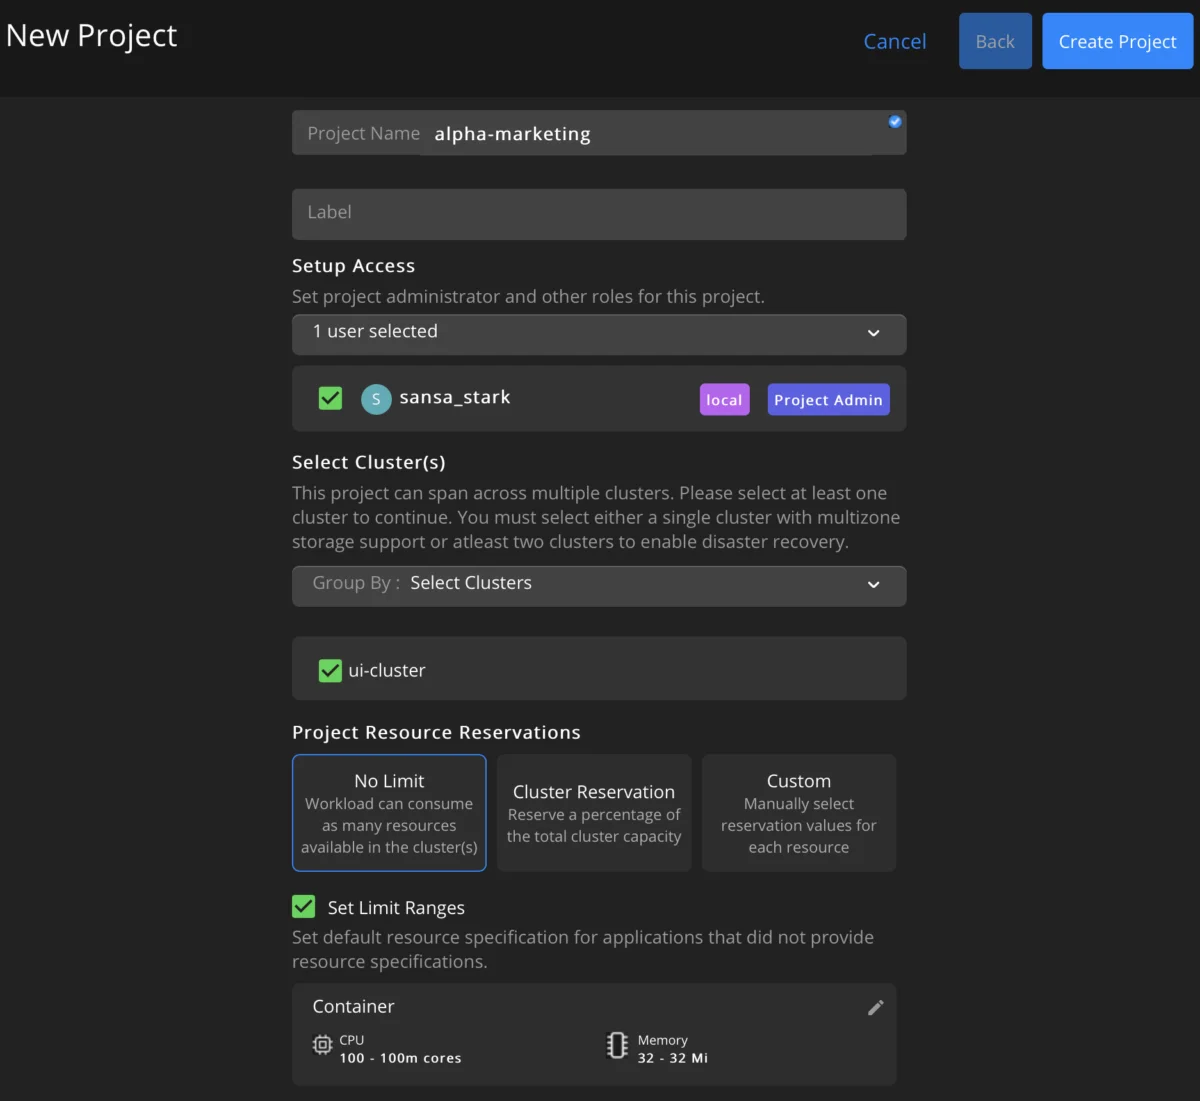 New Project
Cancel
Back
Create Project
Project Name alpha-marketing
Label
Setup Access
Set project administrator and other roles for this project.
1 user selected
S sansa_stark local Project Admin
Select Cluster(s)
This project can span across multiple clusters. Please select at least one
cluster to continue. You must select either a single cluster with multizone
storage support or atleast two clusters to enable disaster recovery.
Group By : Select Clusters
ui-cluster
Project Resource Reservations
No Limit
Workload can consume
as many resources
available in the cluster(s)
Cluster Reservation
Reserve a percentage of
the total cluster capacity
Custom
Manually select
reservation values for
each resource
Set Limit Ranges
Set default resource specification for applications that did not provide
resource specifications.
Container
CPU
100 - 100m cores
Memory
32 - 32 Mi